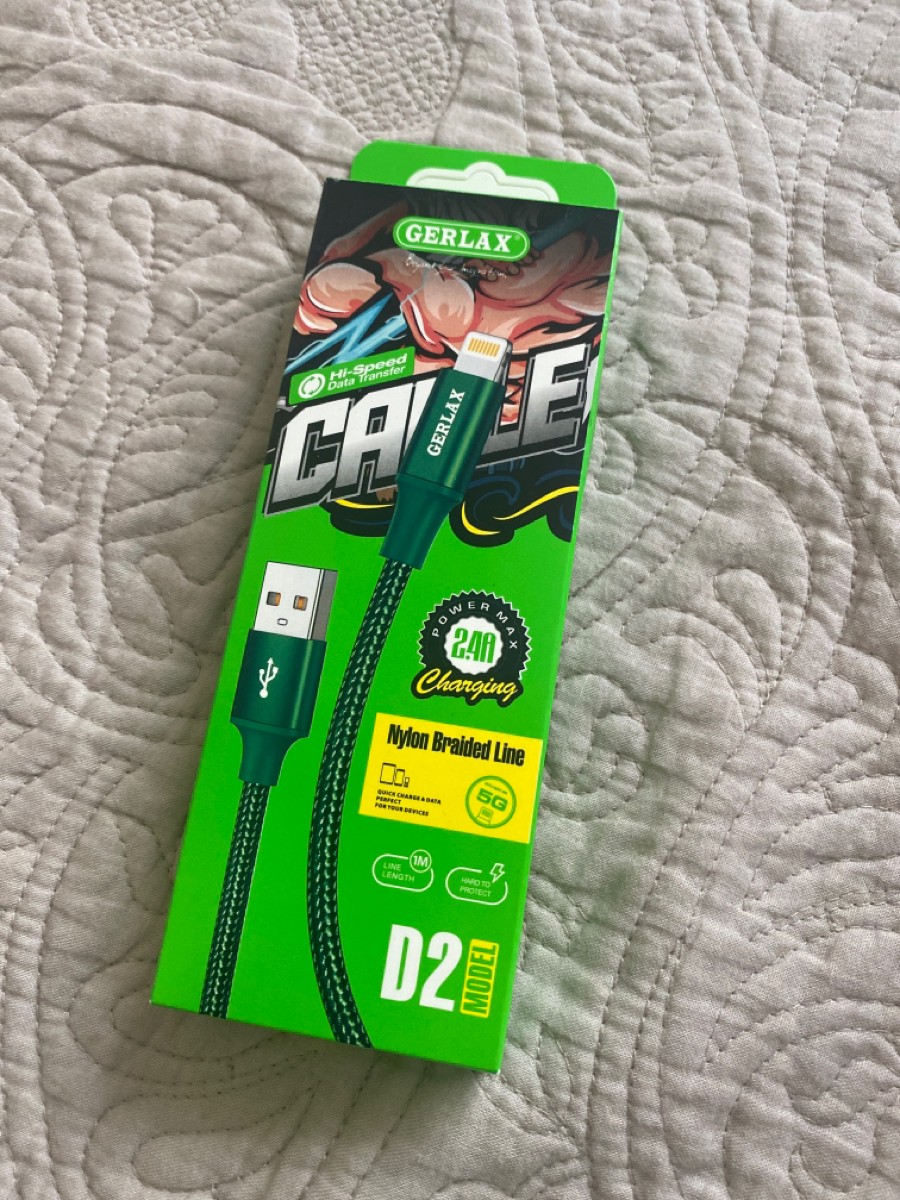 GERLAX®
Hi-Speed
Data Transfer
CABLE
GERLAX
POWER MAX
2.4A
Charging
Nylon Braided Line
QUICK CHARGE & DATA
PERFECT
FOR YOUR DEVICES
5G
LINE
LENGTH
1M
HARD TO
PROTECT
D2
MODEL